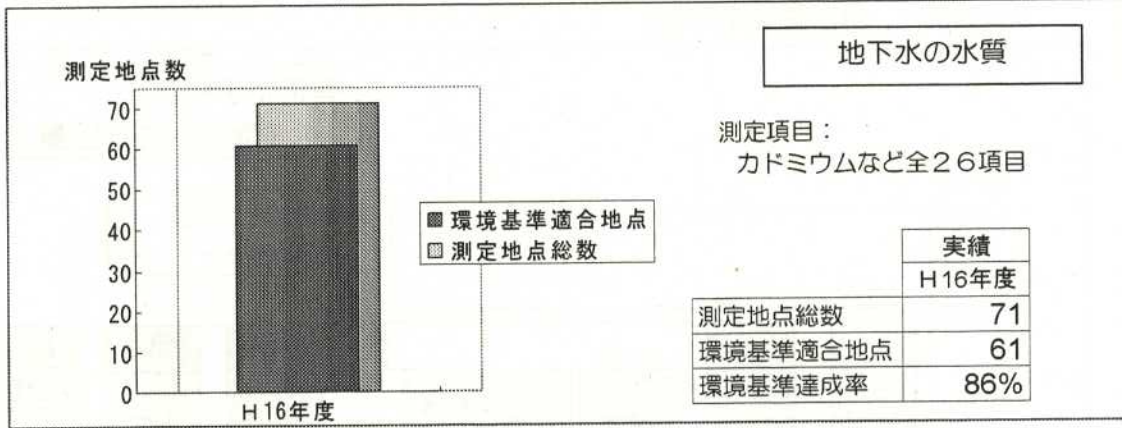 地下水の水質
測定地点数
70
60
50
40
30
20
10
0
H16年度
環境基準適合地点
測定地点総数
測定項目：
カドミウムなど全２６項目
実績
H16年度
測定地点総数 71
環境基準適合地点 61
環境基準達成率 86%